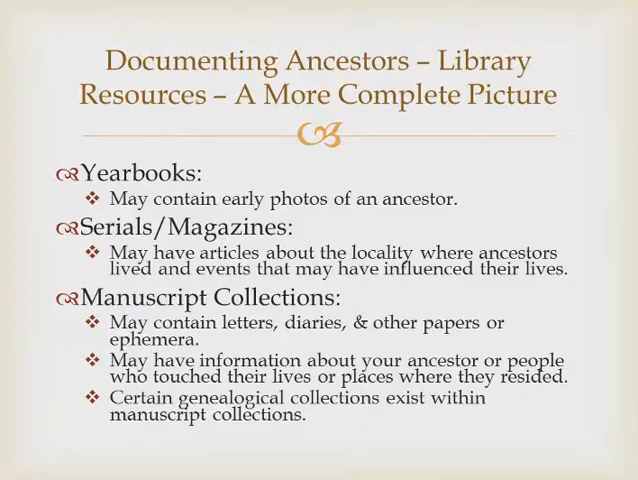 Documenting Ancestors – Library
Resources – A More Complete Picture
Yearbooks:
May contain early photos of an ancestor.
Serials/Magazines:
May have articles about the locality where ancestors
lived and events that may have influenced their lives.
Manuscript Collections:
May contain letters, diaries, & other papers or
ephemera.
May have information about your ancestor or people
who touched their lives or places where they resided.
Certain genealogical collections exist within
manuscript collections.